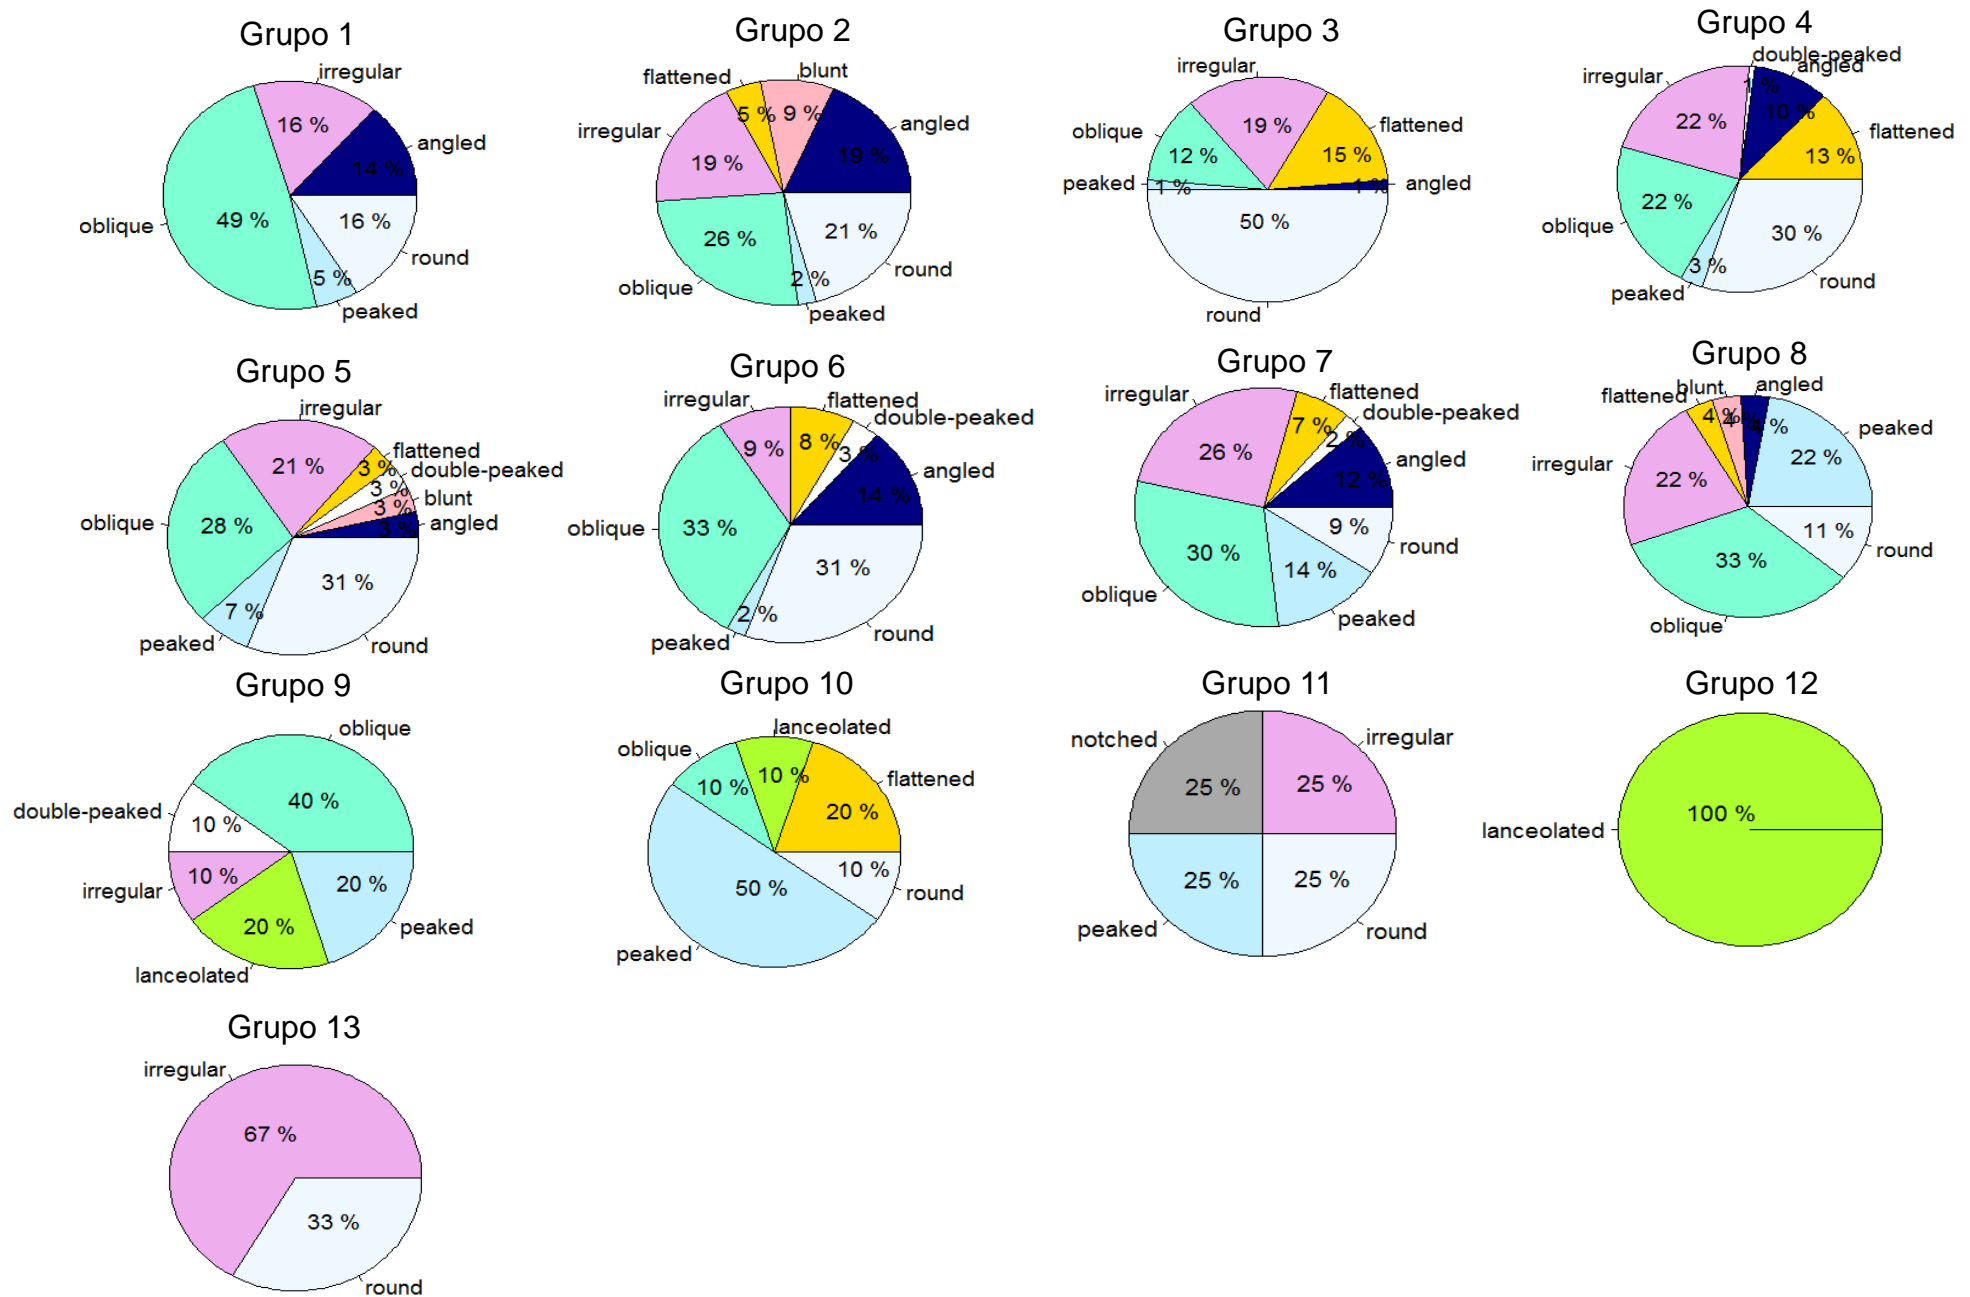 Grupo 1
irregular
angled
16 %
14 %
oblique
49 %
16 %
round
5 %
peaked
Grupo 2
flattened
blunt
angled
5 %
9 %
irregular
19 %
19 %
26 %
21 %
oblique
2 %
round
peaked
Grupo 3
irregular
flattened
oblique
19 %
12 %
15 %
peaked
1 %
1 %
angled
50 %
round
Grupo 4
double-peaked
angled
irregular
1 %
10 %
flattened
22 %
13 %
22 %
oblique
30 %
3 %
peaked
round
Grupo 5
irregular
flattened
21 %
3 %
double-peaked
3 %
blunt
3 %
oblique
28 %
angled
3 %
31 %
7 %
peaked
round
Grupo 6
irregular
flattened
double-peaked
9 %
8 %
3 %
angled
14 %
oblique
33 %
31 %
2 %
peaked
round
Grupo 7
irregular
flattened
double-peaked
7 %
2 %
26 %
angled
12 %
30 %
9 %
round
14 %
oblique
peaked
Grupo 8
flattened
blunt
angled
4 %
4 %
4 %
peaked
irregular
22 %
22 %
33 %
11 %
round
oblique
Grupo 9
oblique
40 %
double-peaked
10 %
irregular
10 %
20 %
20 %
peaked
lanceolated
Grupo 10
lanceolated
oblique
flattened
10 %
10 %
20 %
10 %
50 %
round
peaked
Grupo 11
notched
irregular
25 %
25 %
25 %
25 %
peaked
round
Grupo 12
100 %
lanceolated
Grupo 13
irregular
67 %
33 %
round